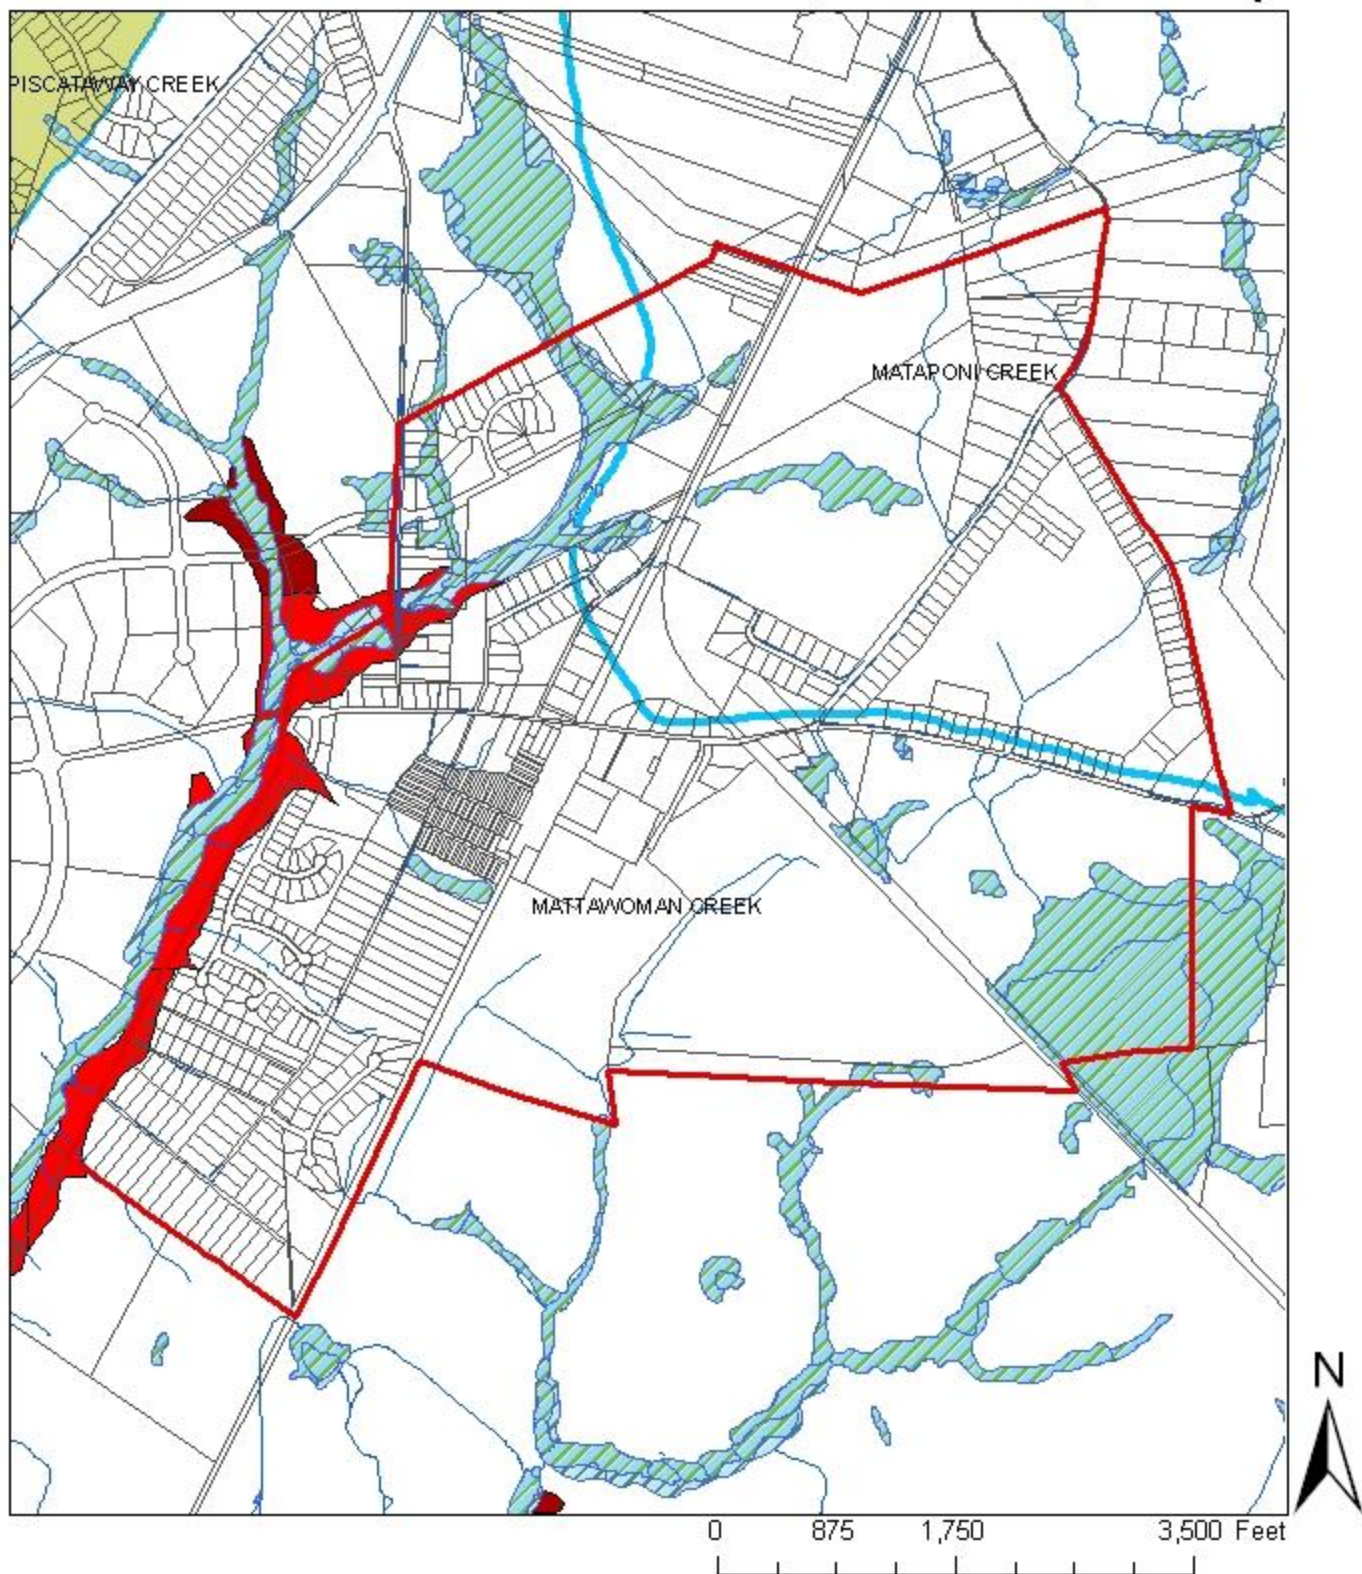 PISCATAWAY CREEK
MATAPONI CREEK
MATTAWOMAN CREEK
N
0 875 1,750 3,500 Feet